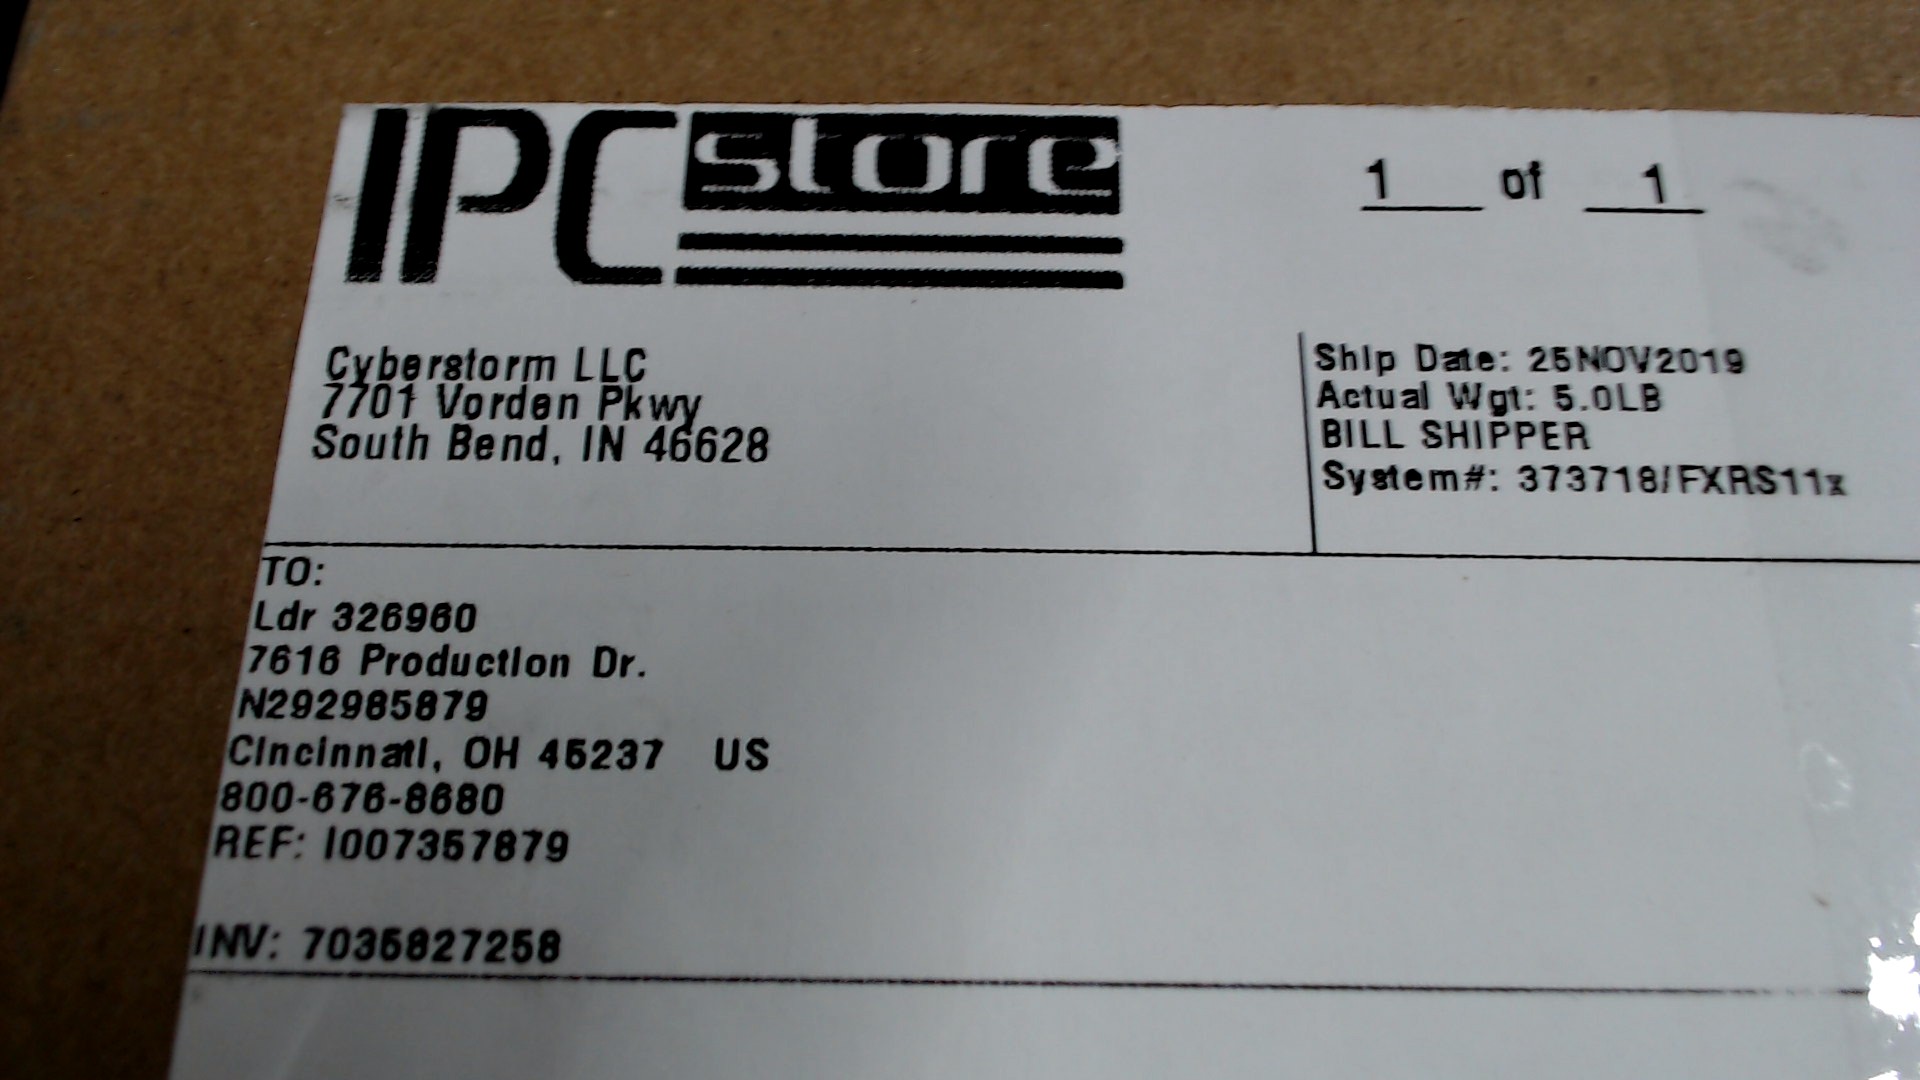 IPC store
1 of 1
Cyberstorm LLC
7701 Vorden Pkwy
South Bend, IN 46628
Ship Date: 25NOV2019
Actual Wgt: 5.0LB
BILL SHIPPER
System#: 373718/FXRS11x
TO:
Ldr 326960
7616 Production Dr.
N292985879
Cincinnati, OH 45237 US
800-676-8680
REF: I007357879
INV: 7035827258